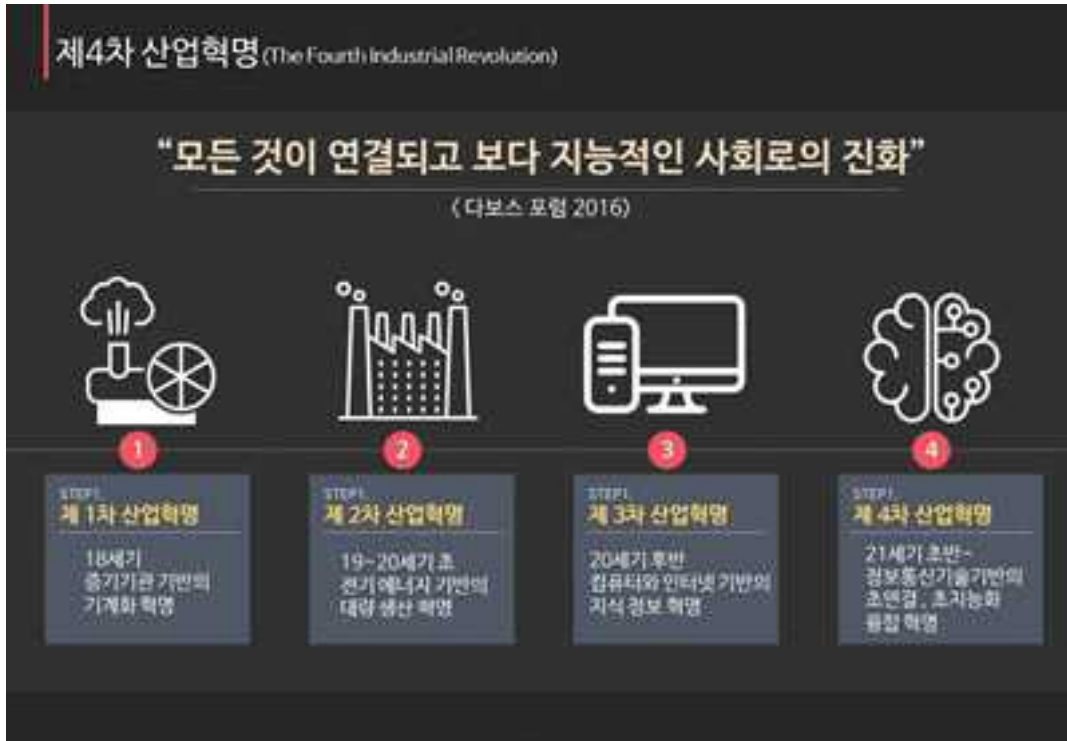 제4차 산업혁명 (The Fourth Industrial Revolution)
“모든 것이 연결되고 보다 지능적인 사회로의 진화”
( 다보스 포럼 2016)
1
2
3
4
STEP1.
제 1차 산업혁명
18세기
증기기관 기반의
기계화 혁명
STEP1.
제 2차 산업혁명
19~20세기 초
전기 에너지 기반의
대량 생산 혁명
STEP1.
제 3차 산업혁명
20세기 후반
컴퓨터와 인터넷 기반의
지식 정보 혁명
STEP1.
제 4차 산업혁명
21세기 초반~
정보통신기술기반의
초연결 , 초지능화
융합 혁명